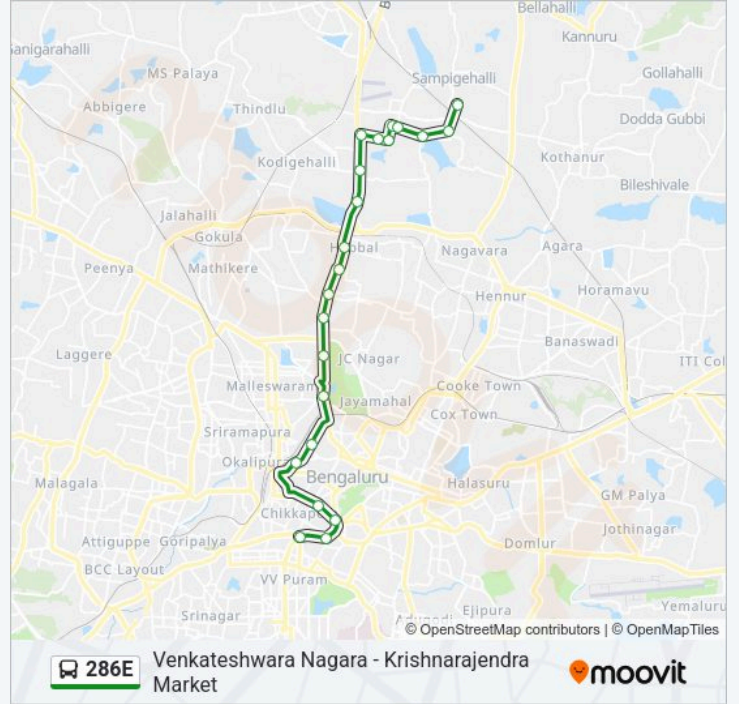 B
Bellahalli
Kannuru
anigarahalli
MS Palaya
Sampigehalli
Gollahalli
Abbigere
Thindlu
Dodda Gubbi
Kodigehalli
Kothanur
Bileshivale
Jalahalli
Gokula
Hebbal
Nagavara
Agara
Peenya
Mathikere
Hennur
Horamavu
Banaswadi
Laggere
JC Nagar
ITI Col
Malleswaram
Cooke Town
Jayamahal
Cox Town
Sriramapura
Okalipura
Bengaluru
Malagala
Halasuru
GM Palya
Chikkape
Jothinagar
Attiguppe
Goripalya
Domlur
BCC Layout
VV Puram
Yemaluru
Ejipura
Srinagar
Adugodi
© OpenStreetMap contributors | © OpenMapTiles
286E
Venkateshwara Nagara - Krishnarajendra
Market
moovit